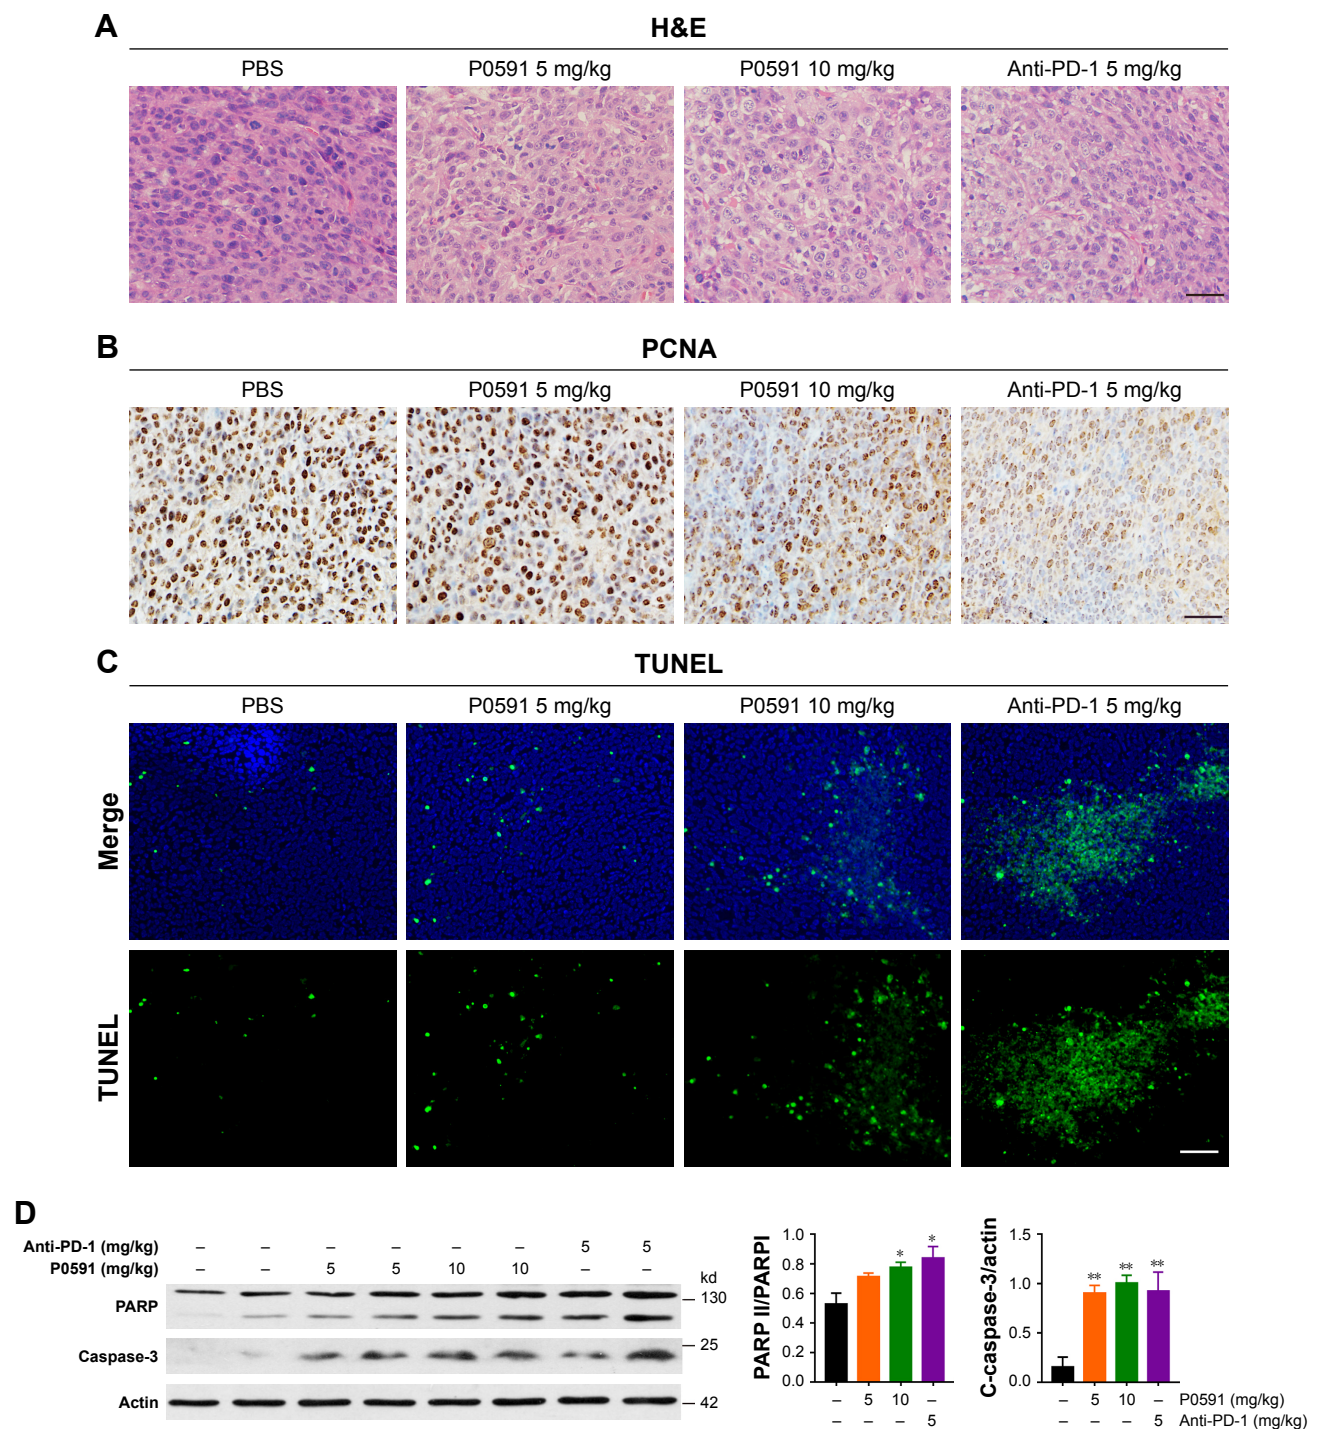 A
H&E
PBS P0591 5 mg/kg P0591 10 mg/kg Anti-PD-1 5 mg/kg
B
PCNA
PBS P0591 5 mg/kg P0591 10 mg/kg Anti-PD-1 5 mg/kg
C
TUNEL
PBS P0591 5 mg/kg P0591 10 mg/kg Anti-PD-1 5 mg/kg
Merge
TUNEL
D
Anti-PD-1 (mg/kg) – – – – – – 5 5
P0591 (mg/kg) – – 5 5 10 10 – –
kd
PARP
130
Caspase-3
25
Actin
42
PARP II/PARPI
1.0
0.8
0.6
0.4
0.2
0.0
* *
– 5 10 –
– – – 5
C-caspase-3/actin
1.5
1.0
0.5
0.0
** ** **
– 5 10 – P0591 (mg/kg)
– – – 5 Anti-PD-1 (mg/kg)